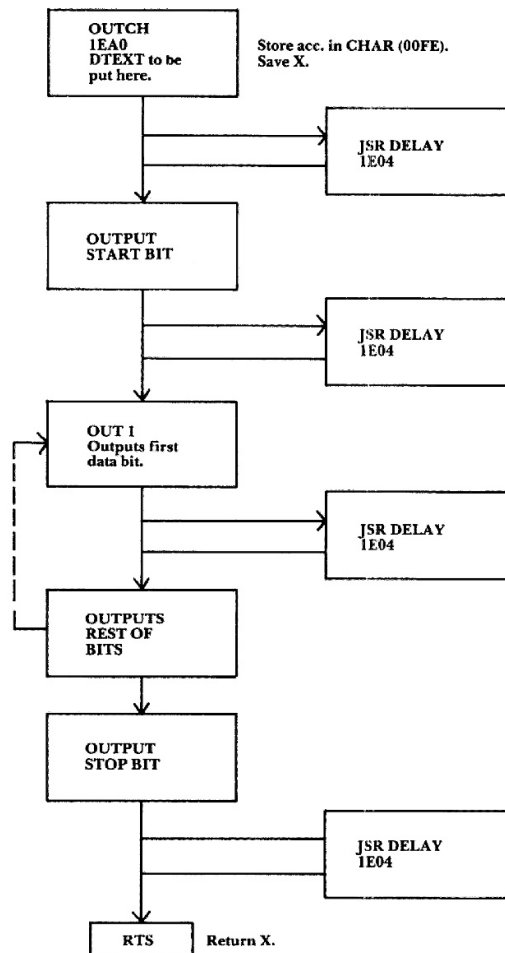 OUTCH
1EA0
DTEXT to be
put here.
Store acc. in CHAR (00FE).
Save X.
JSR DELAY
1E04
OUTPUT
START BIT
JSR DELAY
1E04
OUT 1
Outputs first
data bit.
JSR DELAY
1E04
OUTPUTS
REST OF
BITS
OUTPUT
STOP BIT
JSR DELAY
1E04
RTS
Return X.